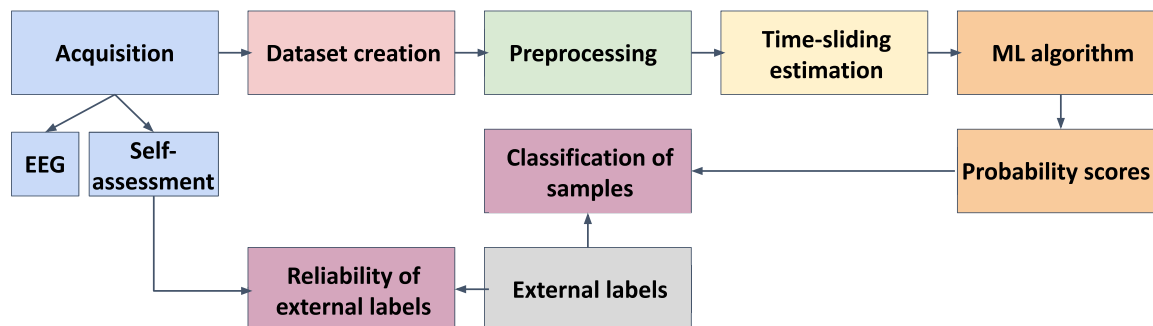 Acquisition
Dataset creation
Preprocessing
Time-sliding
estimation
ML algorithm
EEG
Self-
assessment
Classification of
samples
Probability scores
Reliability of
external labels
External labels